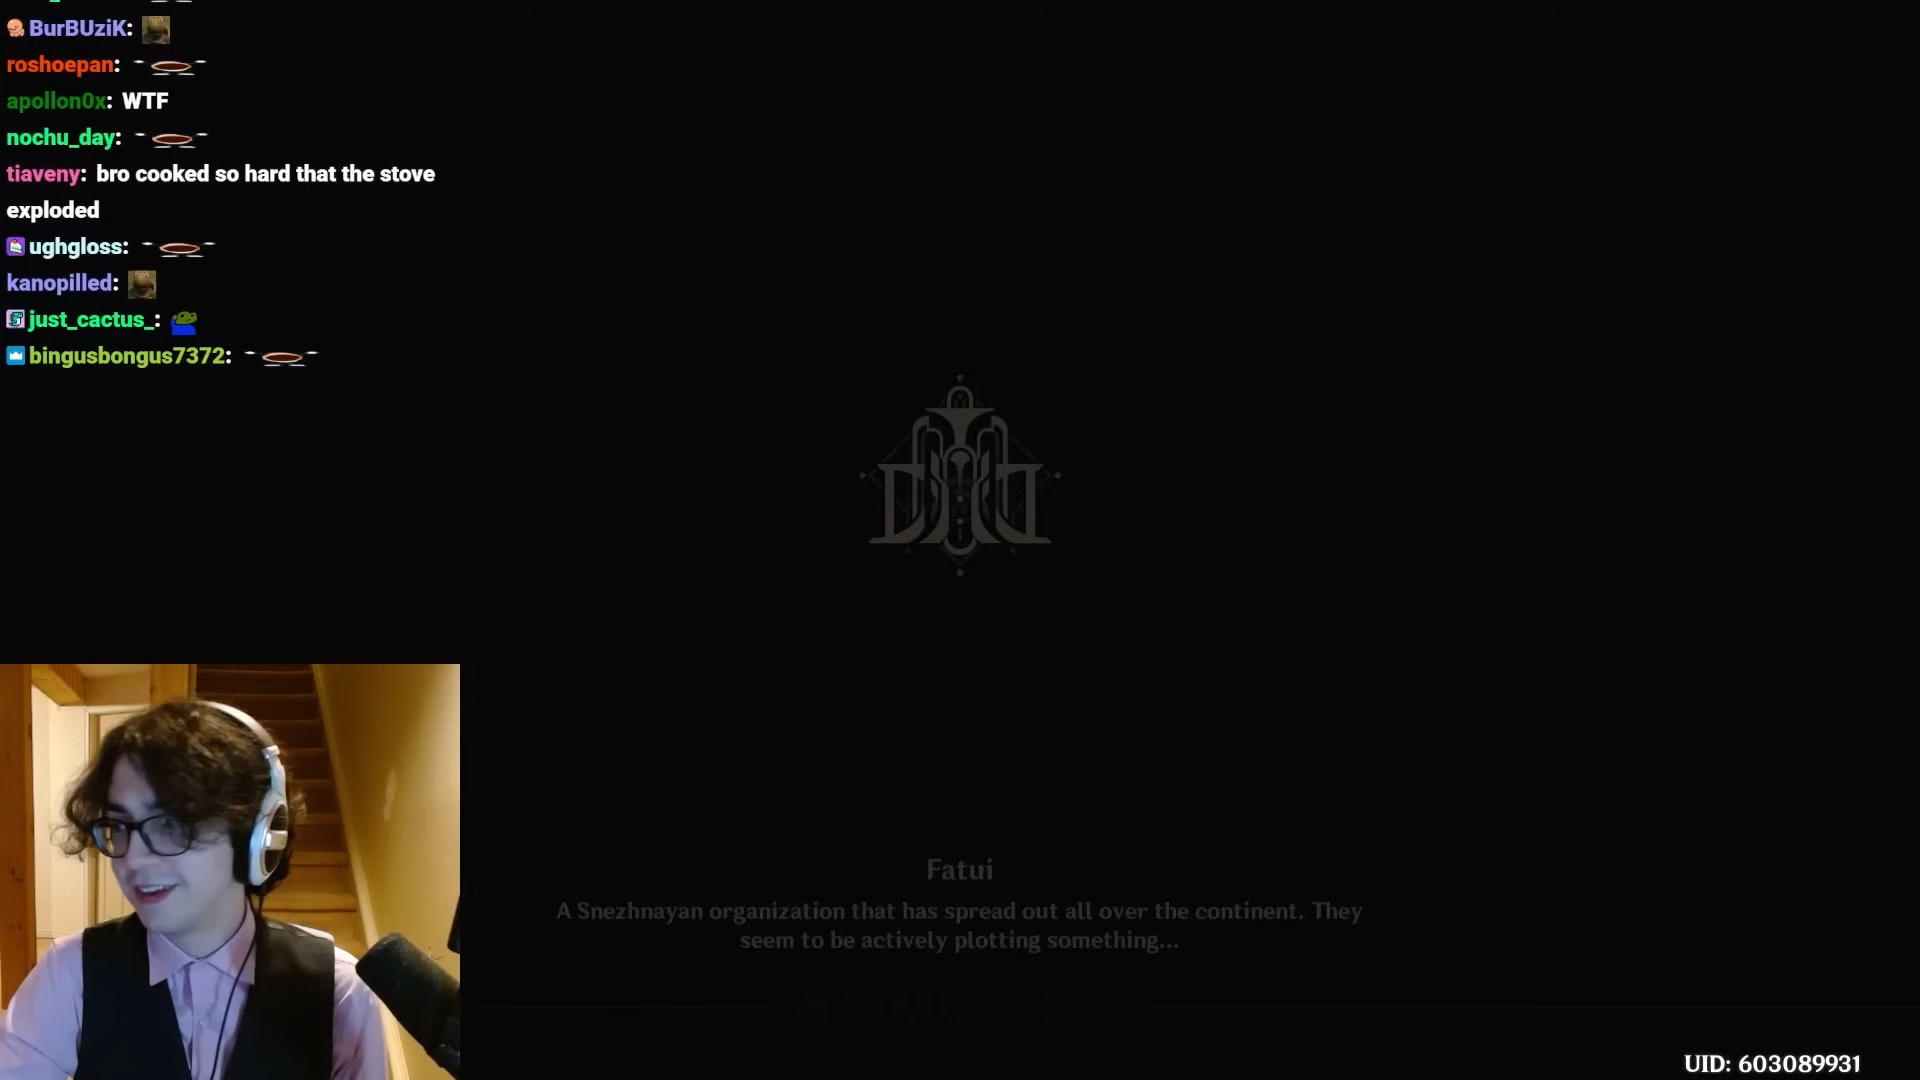 BurBUziK:
roshoepan:
apollon0x: WTF
nochu_day:
tiaveny: bro cooked so hard that the stove
exploded
ughgloss:
kanopilled:
just_cactus_:
bingusbongus7372:
Fatui
A Snezhnayan organization that has spread out all over the continent. They
seem to be actively plotting something...
UID: 603089931